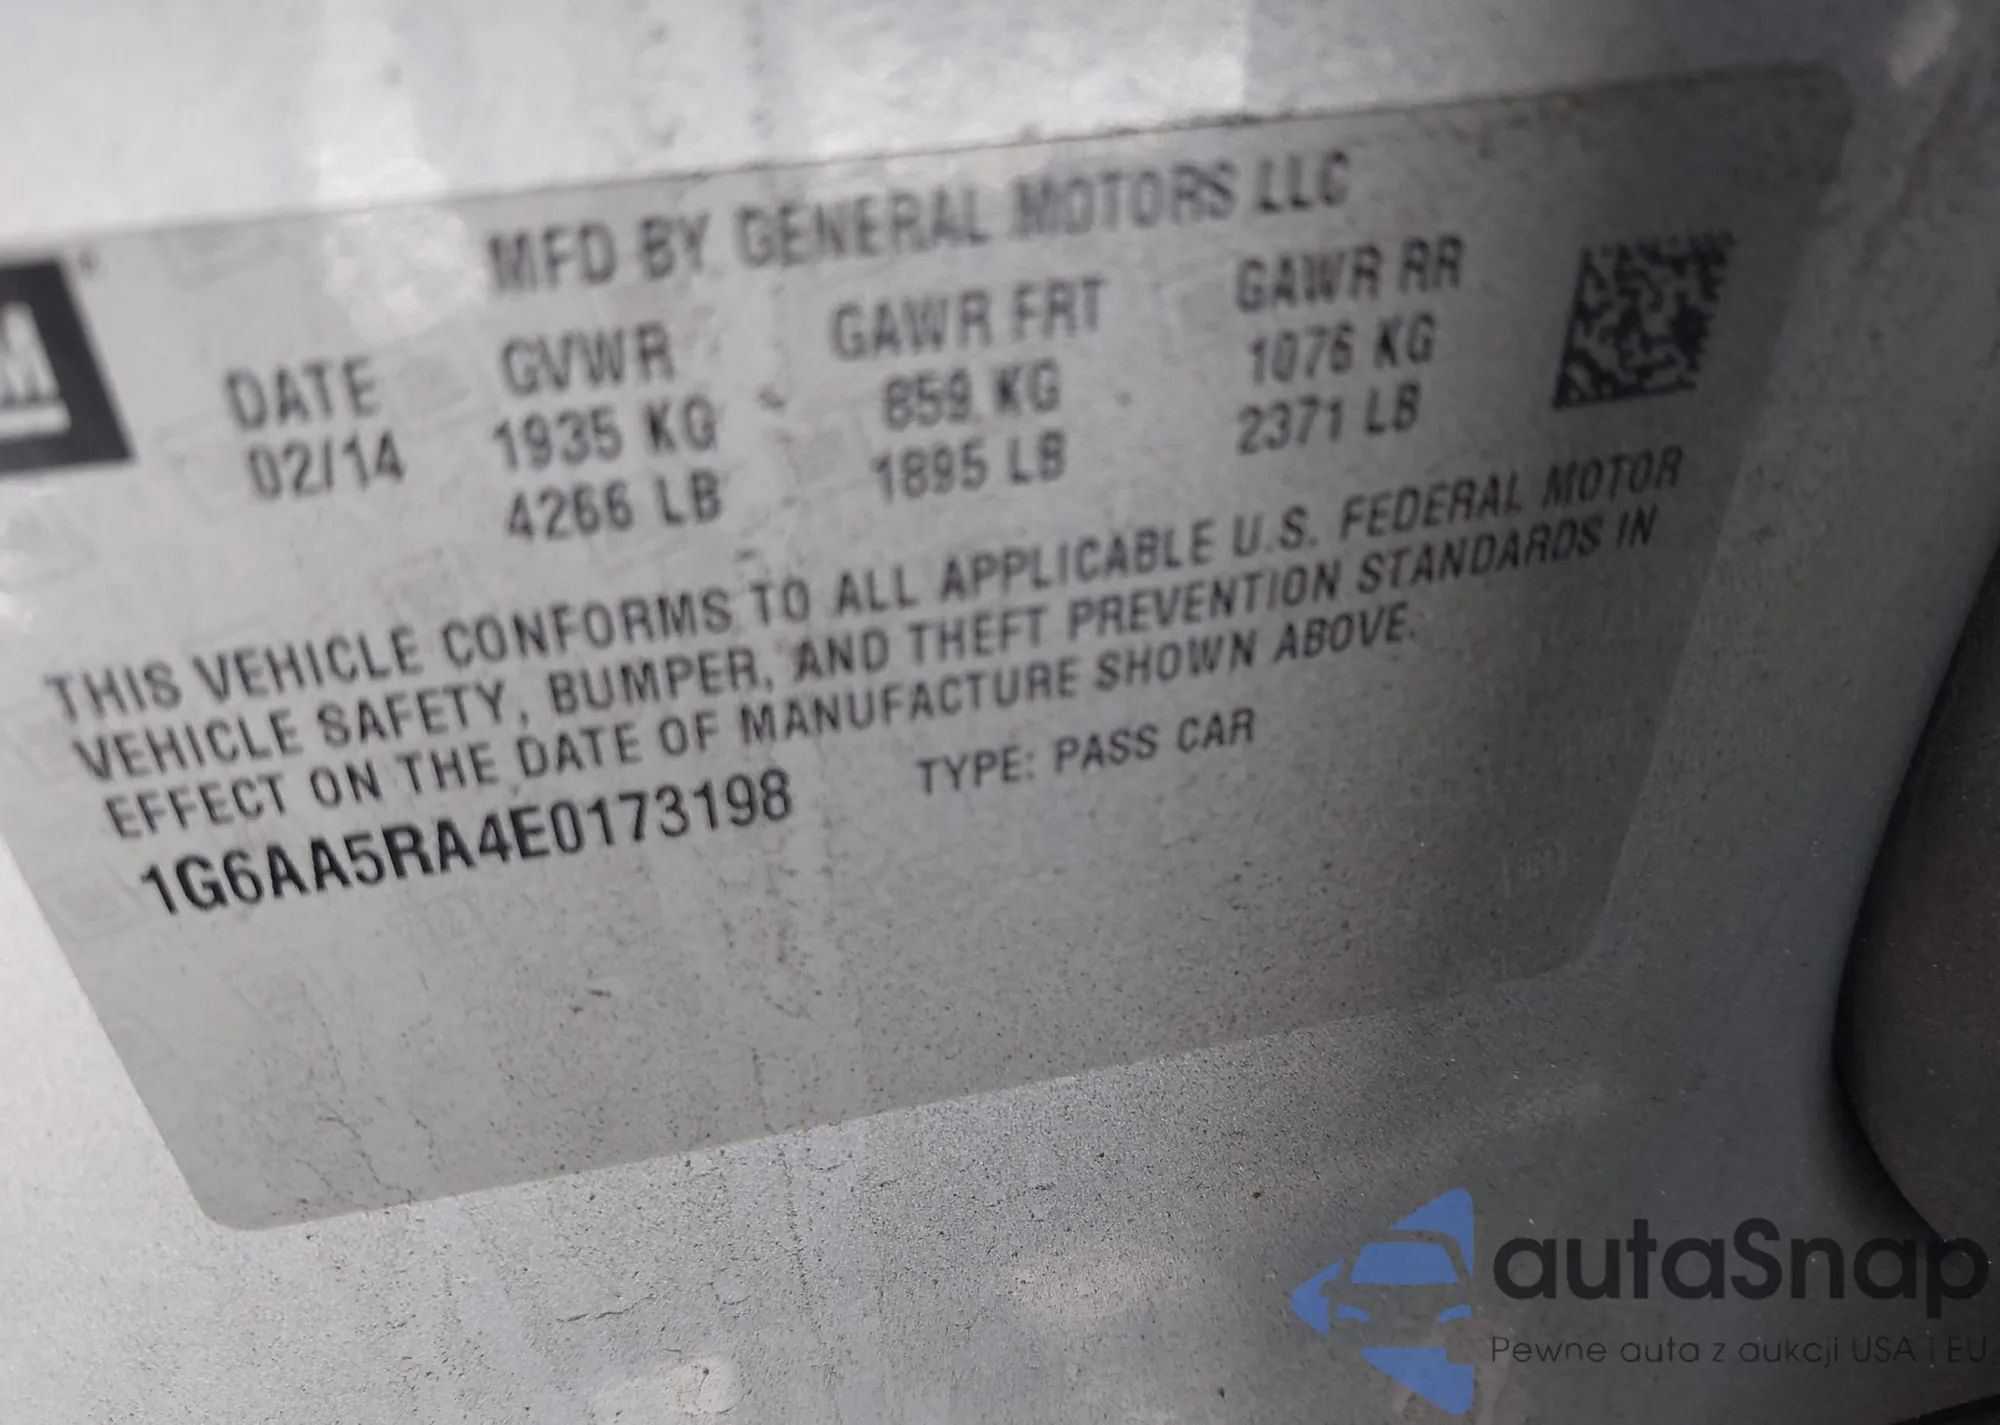 MFD BY GENERAL MOTORS LLC
DATE GVWR GAWR FRT GAWR RR
02/14 1935 KG 859 KG 1076 KG
4266 LB 1895 LB 2371 LB
THIS VEHICLE CONFORMS TO ALL APPLICABLE U.S. FEDERAL MOTOR
VEHICLE SAFETY, BUMPER, AND THEFT PREVENTION STANDARDS IN
EFFECT ON THE DATE OF MANUFACTURE SHOWN ABOVE.
1G6AA5RA4E0173198 TYPE: PASS CAR
autaSnap
Pewne auta z aukcji USA i EU